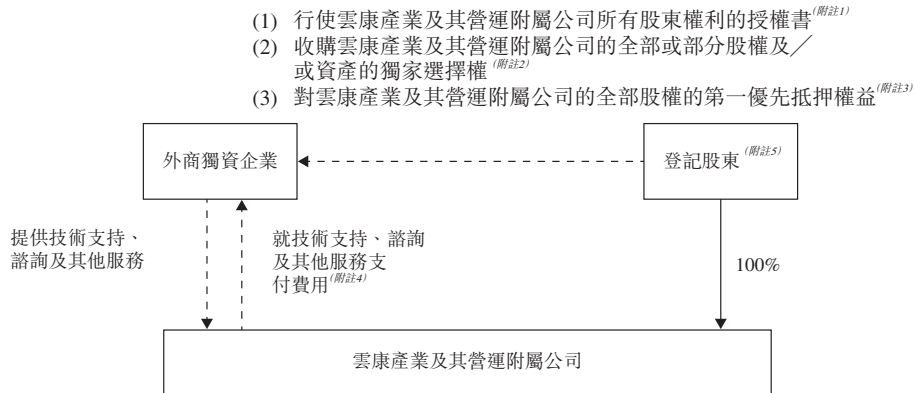 (1) 行使雲康產業及其營運附屬公司所有股東權利的授權書(附註1)
(2) 收購雲康產業及其營運附屬公司的全部或部分股權及／
或資產的獨家選擇權(附註2)
(3) 對雲康產業及其營運附屬公司的全部股權的第一優先抵押權益(附註3)
外商獨資企業
登記股東(附註5)
提供技術支持、
諮詢及其他服務
就技術支持、諮詢
及其他服務支
付費用(附註4)
100%
雲康產業及其營運附屬公司